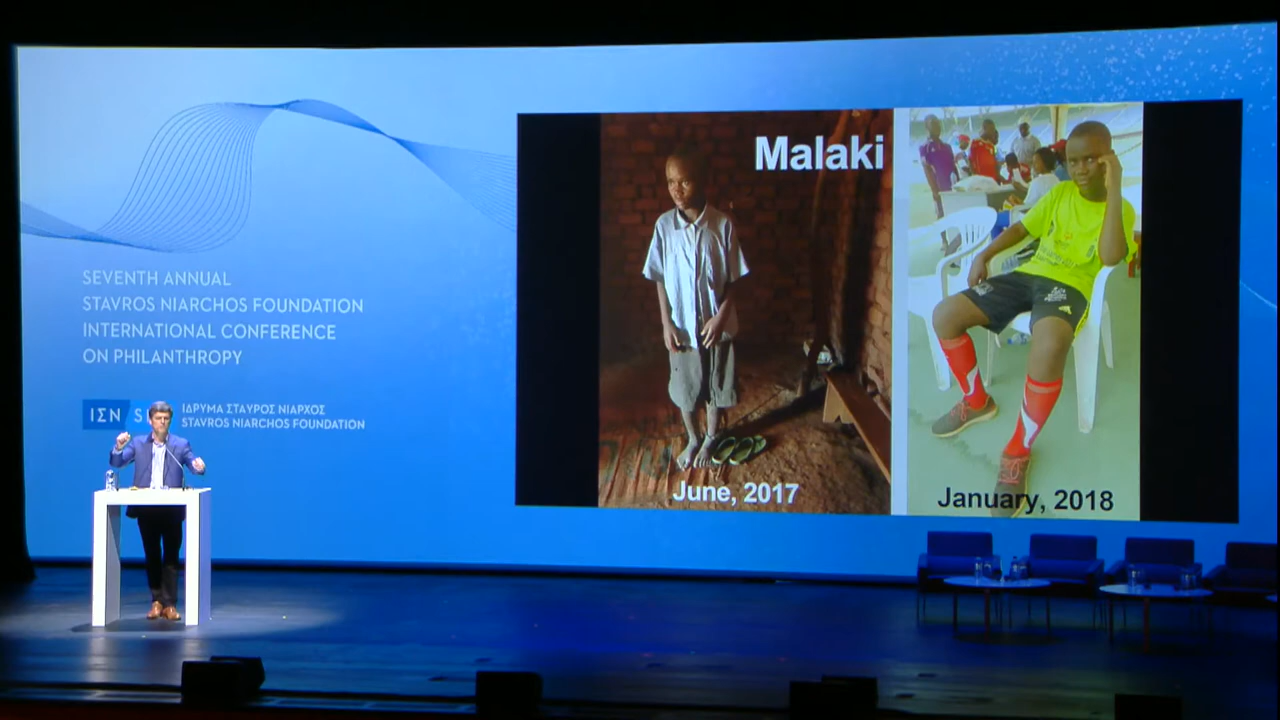 SEVENTH ANNUAL
STAVROS NIARCHOS FOUNDATION
INTERNATIONAL CONFERENCE
ON PHILANTHROPY
ΙΣΝ S
ΙΔΡΥΜΑ ΣΤΑΥΡΟΣ ΝΙΑΡΧΟΣ
STAVROS NIARCHOS FOUNDATION
Malaki
June, 2017
January, 2018